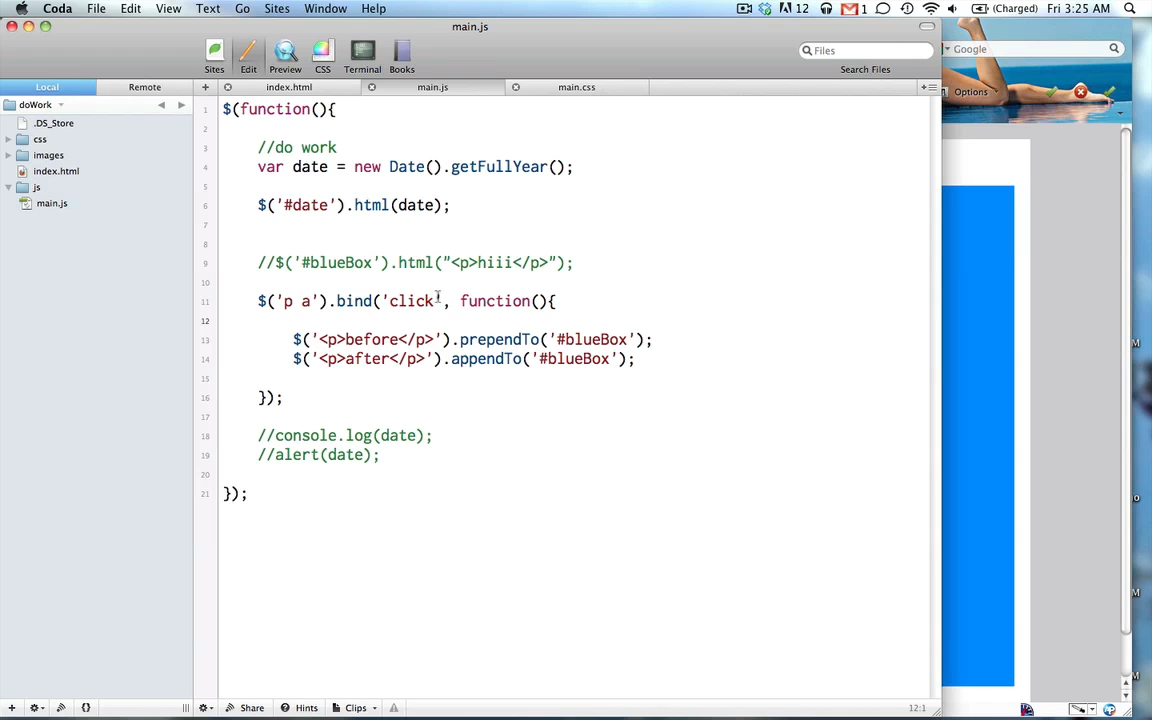 Coda File Edit View Text Go Sites Window Help 12 1 (Charged) Fri 3:25 AM
main.js
Files
Google
Sites Edit Preview CSS Terminal Books Search Files
Local Remote index.html main.js main.css
Options
doWork
.DS_Store
css
images
index.html
js
main.js
1 $(function(){
2
3 //do work
4 var date = new Date().getFullYear();
5
6 $('#date').html(date);
7
8
9 //$('#blueBox').html("<p>hiii</p>");
10
11 $('p a').bind('click', function(){
12
13 $('<p>before</p>').prependTo('#blueBox');
14 $('<p>after</p>').appendTo('#blueBox');
15
16 });
17
18 //console.log(date);
19 //alert(date);
20
21 });
Share Hints Clips 12:1